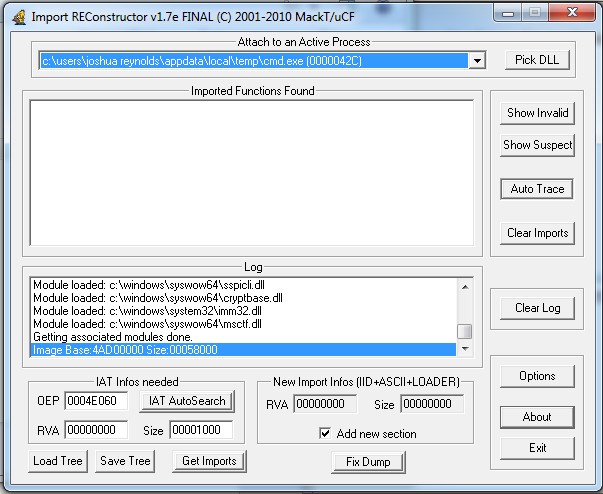 Import REConstructor v1.7e FINAL (C) 2001-2010 MackT/uCF
Attach to an Active Process
c:\users\joshua reynolds\appdata\local\temp\cmd.exe (0000042C)
Pick DLL
Imported Functions Found
Show Invalid
Show Suspect
Auto Trace
Clear Imports
Log
Module loaded: c:\windows\syswow64\sspicli.dll
Module loaded: c:\windows\syswow64\cryptbase.dll
Module loaded: c:\windows\system32\imm32.dll
Module loaded: c:\windows\syswow64\msctf.dll
Getting associated modules done.
Image Base:4AD00000 Size:00058000
Clear Log
IAT Infos needed
OEP 0004E060 IAT AutoSearch
RVA 00000000 Size 00001000
New Import Infos (IID+ASCII+LOADER)
RVA 00000000 Size 00000000
Add new section
Options
About
Exit
Load Tree Save Tree Get Imports Fix Dump